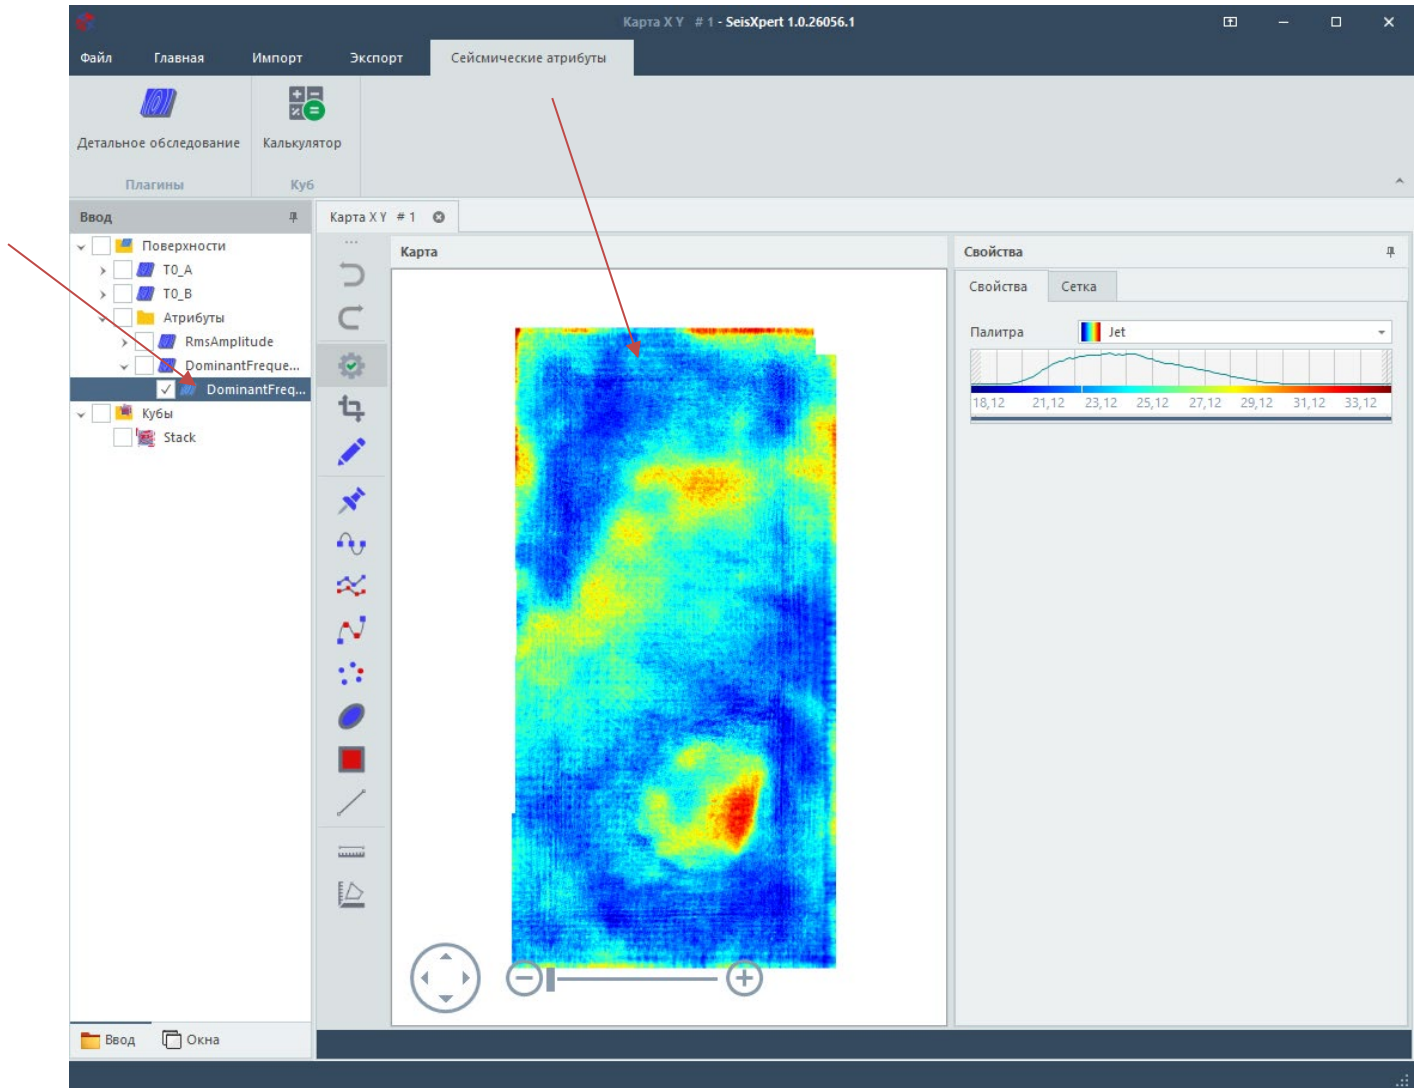 Карта X Y # 1 - SeisXpert 1.0.26056.1
Файл Главная Импорт Экспорт Сейсмические атрибуты
Детальное обследование Калькулятор
Плагины Куб
Ввод
Карта X Y # 1
Поверхности
T0_A
T0_B
Атрибуты
RmsAmplitude
DominantFreque...
DominantFreq...
Кубы
Stack
Карта
Свойства
Свойства Сетка
Палитра Jet
18,12 21,12 23,12 25,12 27,12 29,12 31,12 33,12
Ввод Окна